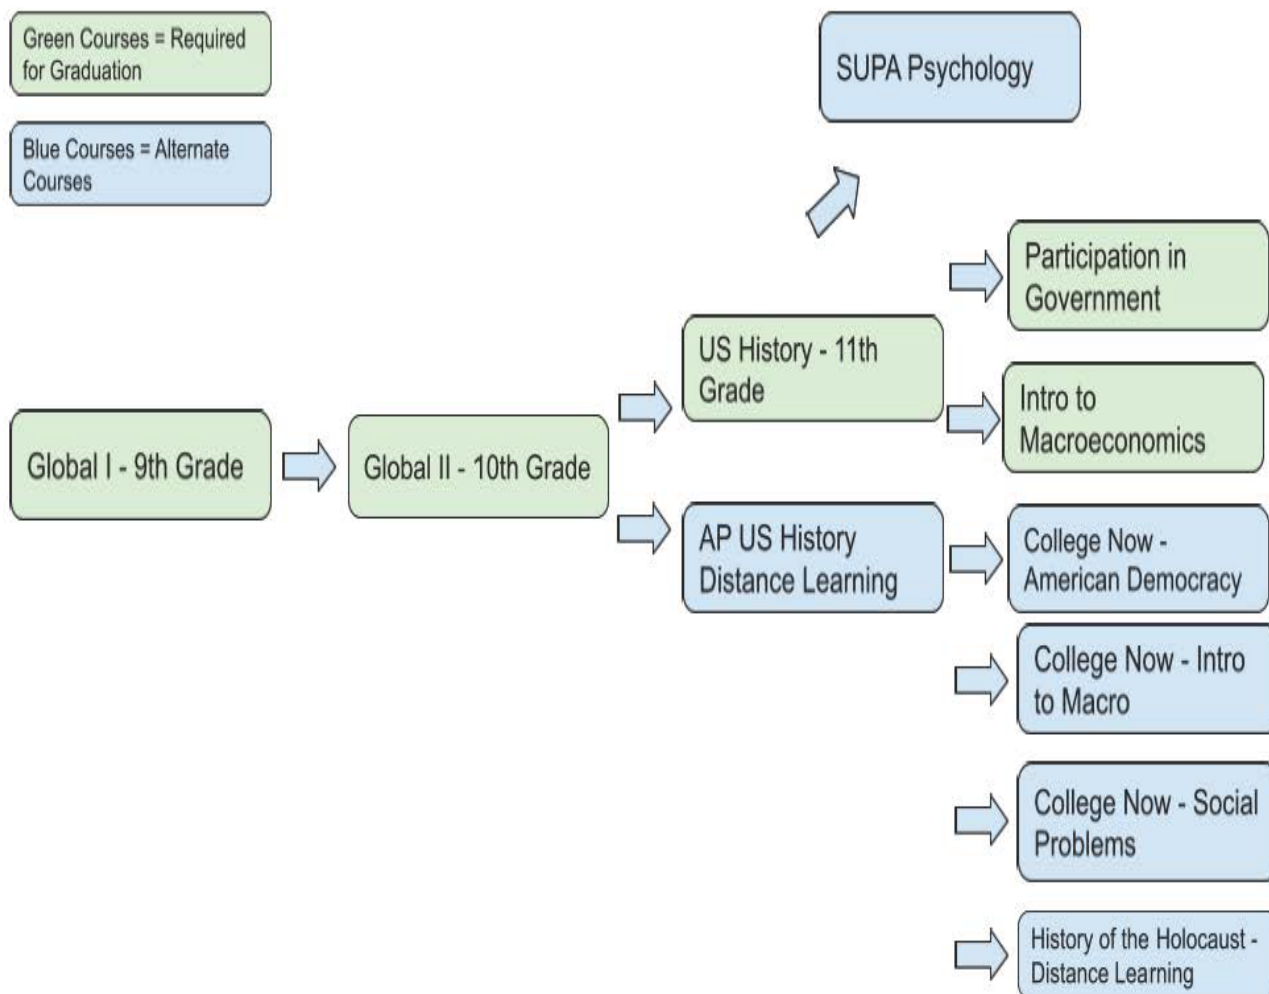 Green Courses = Required
for Graduation
Blue Courses = Alternate
Courses
SUPA Psychology
Participation in
Government
US History - 11th
Grade
Intro to
Macroeconomics
Global I - 9th Grade
Global II - 10th Grade
AP US History
Distance Learning
College Now -
American Democracy
College Now - Intro
to Macro
College Now - Social
Problems
History of the Holocaust -
Distance Learning